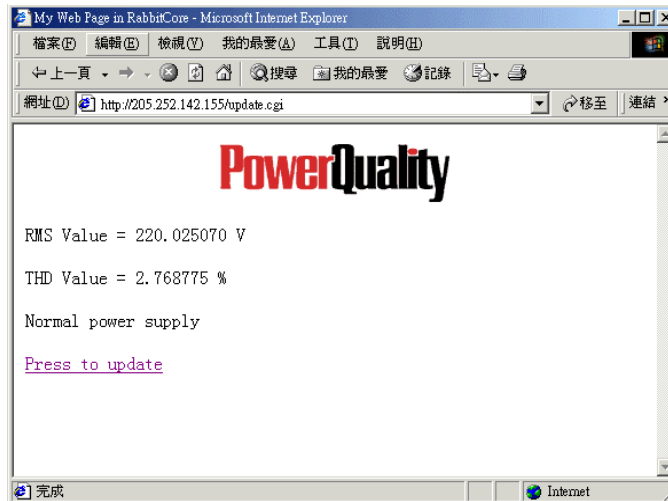 My Web Page in RabbitCore - Microsoft Internet Explorer
檔案(F) 編輯(E) 檢視(V) 我的最愛(A) 工具(T) 說明(H)
上一頁 搜尋 我的最愛 記錄
網址(D) http://205.252.142.155/update.cgi 移至 連結 »
PowerQuality
RMS Value = 220.025070 V
THD Value = 2.768775 %
Normal power supply
Press to update
完成 Internet